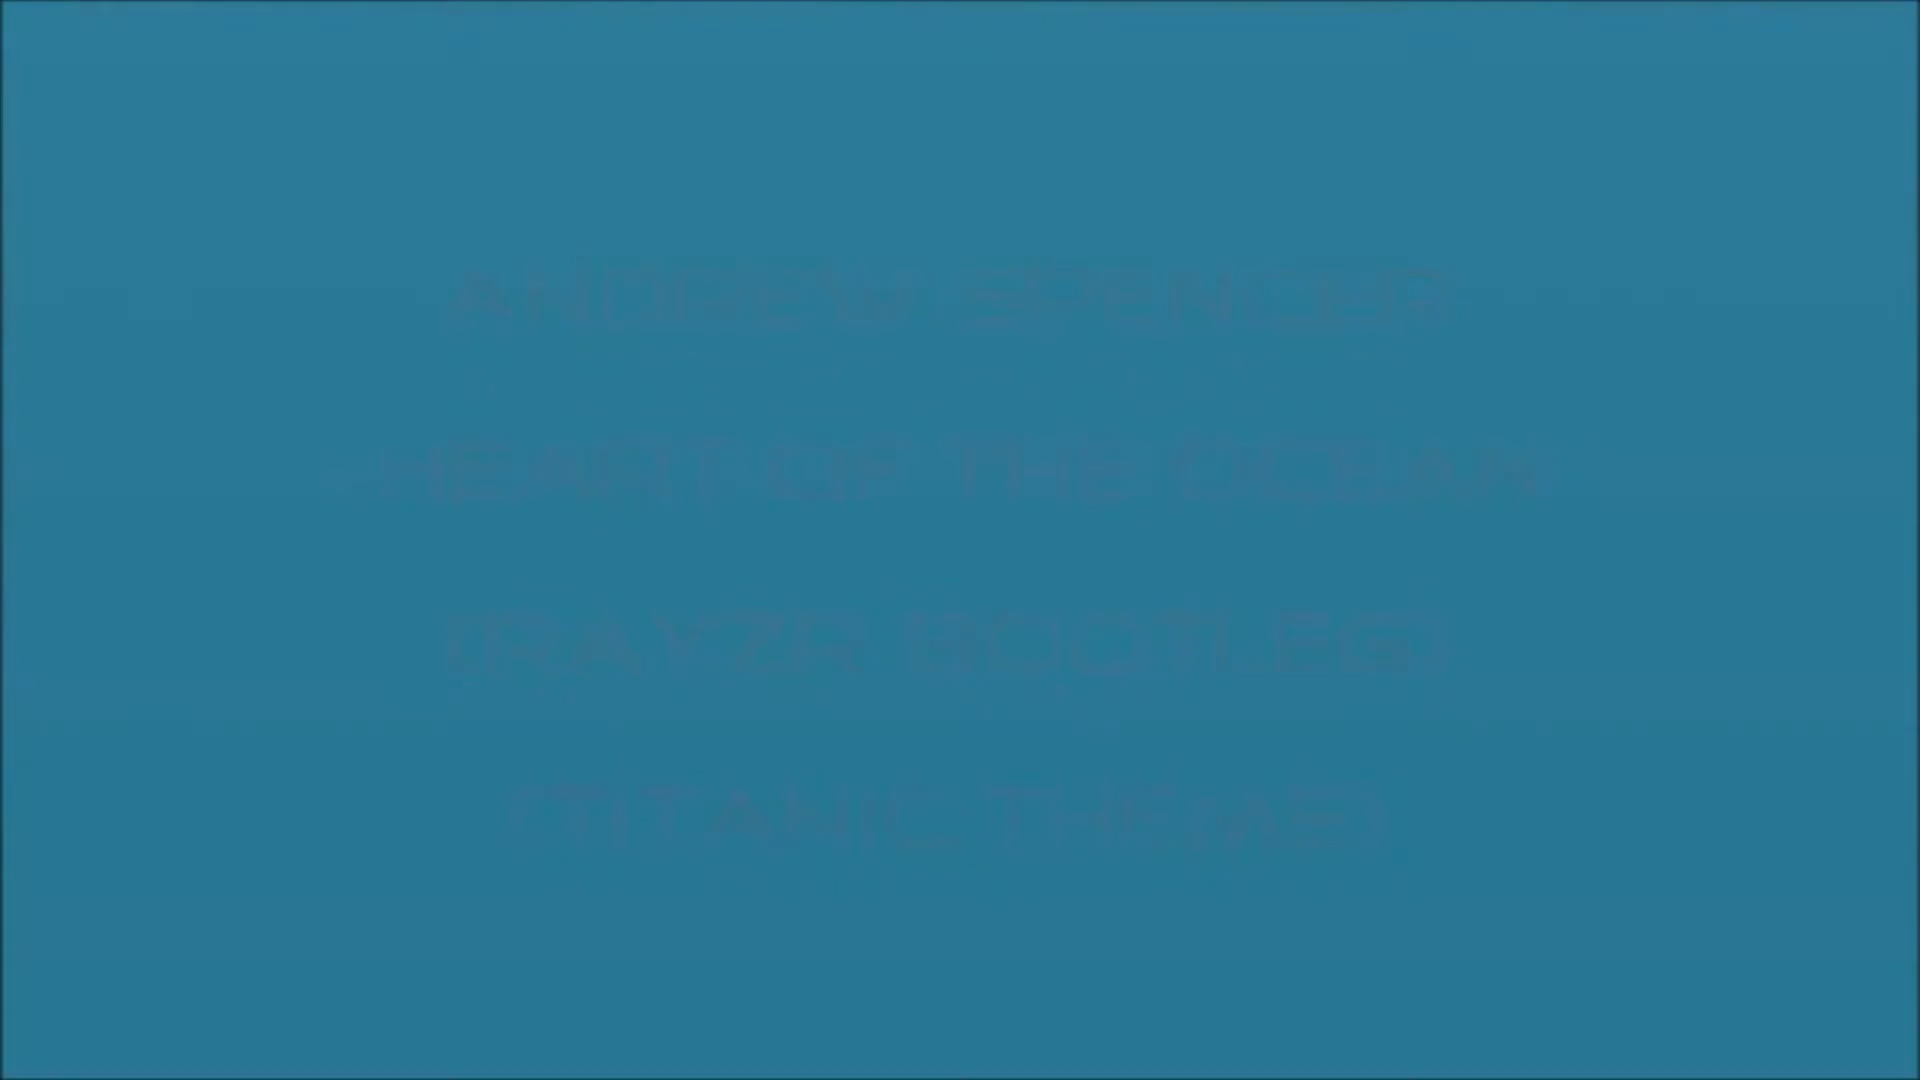 ANDREW SPENCER
-HEART OF THE OCEAN
(RAYZR BOOTLEG)
(TITANIC THEME)